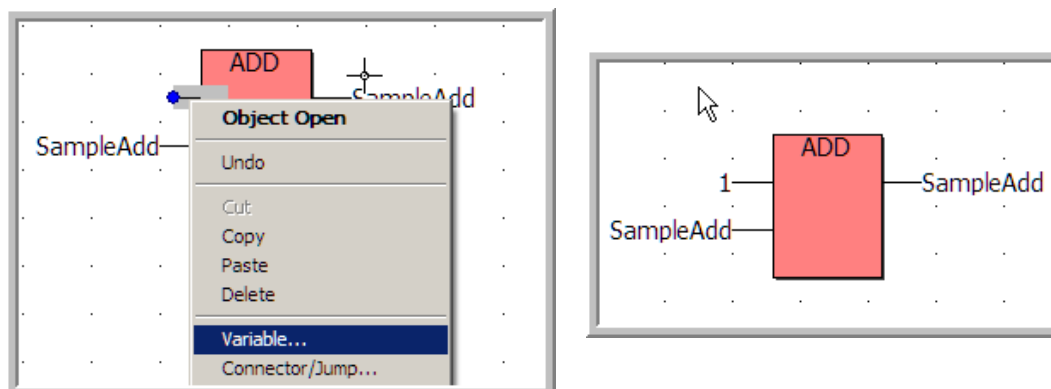 ADD
SampleAdd
SampleAdd
Object Open
Undo
Cut
Copy
Paste
Delete
Variable...
Connector/Jump...
ADD
1
SampleAdd
SampleAdd